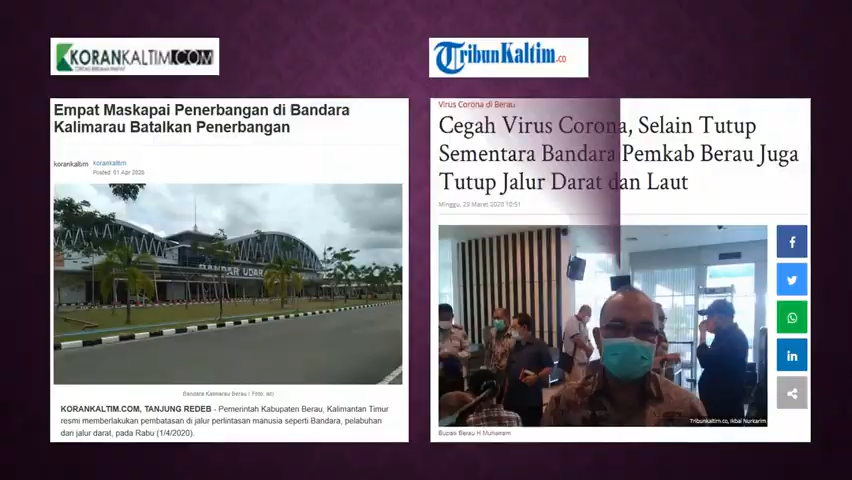 KORANKALTIM.COM
Empat Maskapai Penerbangan di Bandara
Kalimarau Batalkan Penerbangan
korankaltim
korankaltim
Posted: 01 Apr 2020
BANDAR UDARA
Bandara Kalimarau Berau ( Foto: ist)
KORANKALTIM.COM, TANJUNG REDEB - Pemerintah Kabupaten Berau, Kalimantan Timur
resmi memberlakukan pembatasan di jalur perlintasan manusia seperti Bandara, pelabuhan
dan jalur darat, pada Rabu (1/4/2020).
TribunKaltim.co
Virus Corona di Berau
Cegah Virus Corona, Selain Tutup
Sementara Bandara Pemkab Berau Juga
Tutup Jalur Darat dan Laut
Minggu, 29 Maret 2020 10:51
Tribunkaltim.co, Ikbal Nurkarim
Bupati Berau H Muharram